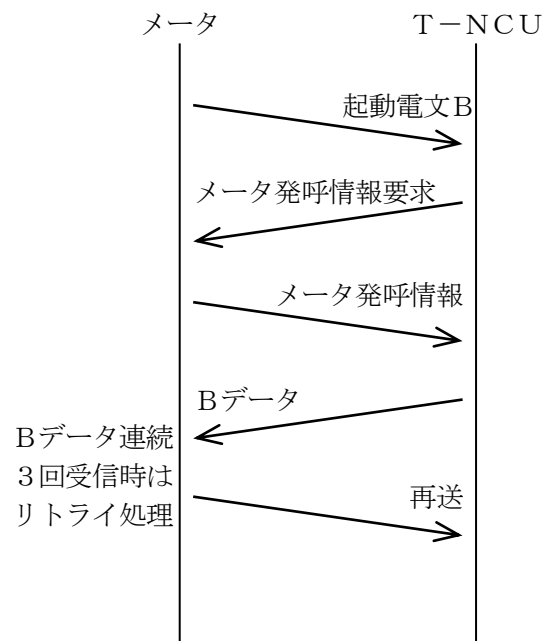 メータ
Ｔ－ＮＣＵ
起動電文Ｂ
メータ発呼情報要求
メータ発呼情報
Ｂデータ
Ｂデータ連続
３回受信時は
リトライ処理
再送